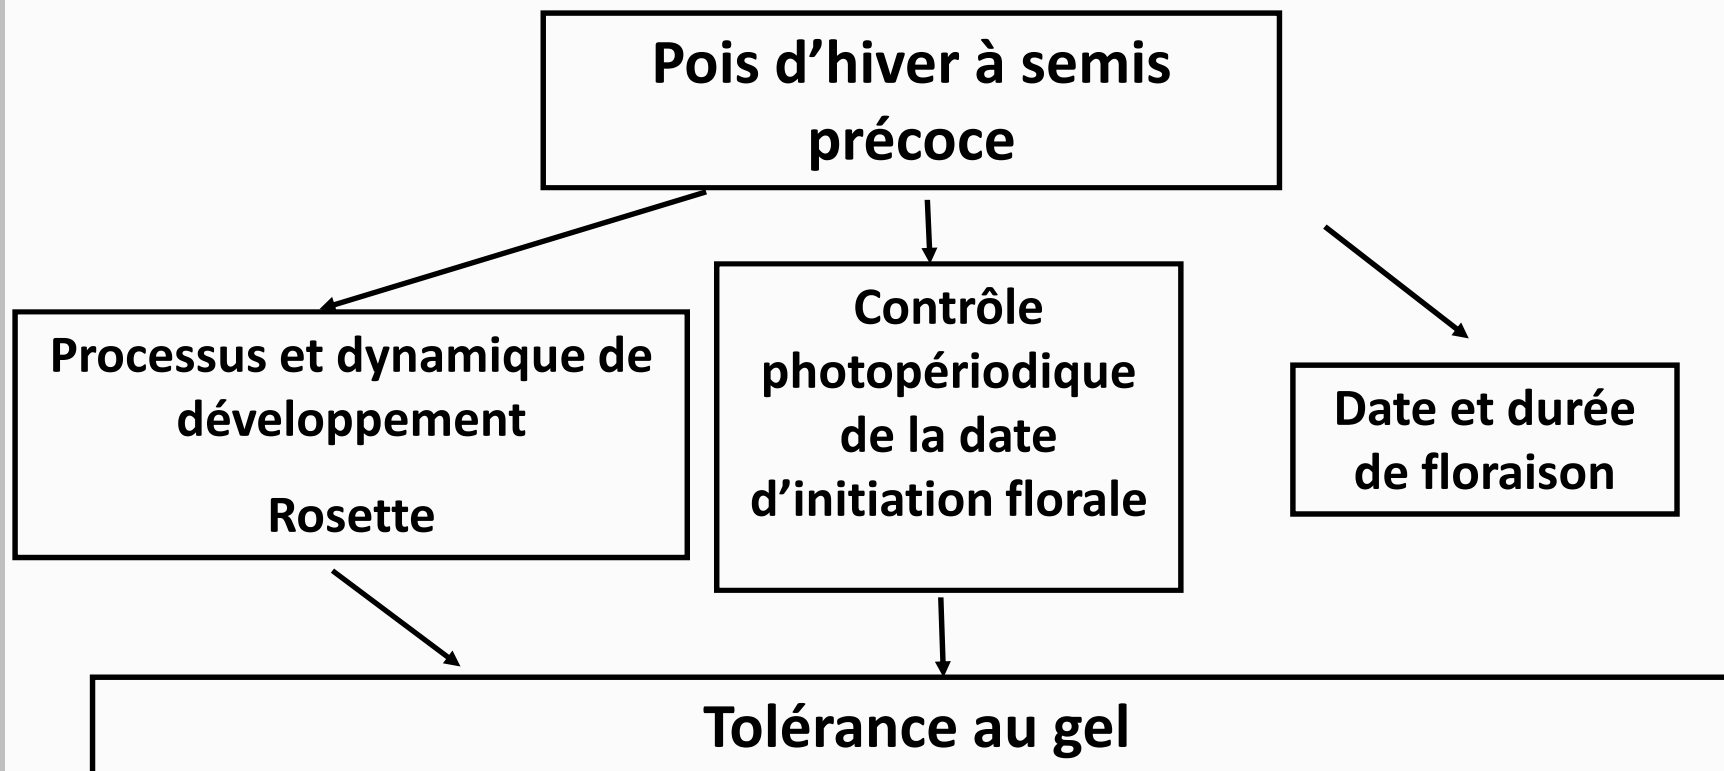 Pois d’hiver à semis
précoce
Processus et dynamique de
développement
Rosette
Contrôle
photopériodique
de la date
d’initiation florale
Date et durée
de floraison
Tolérance au gel